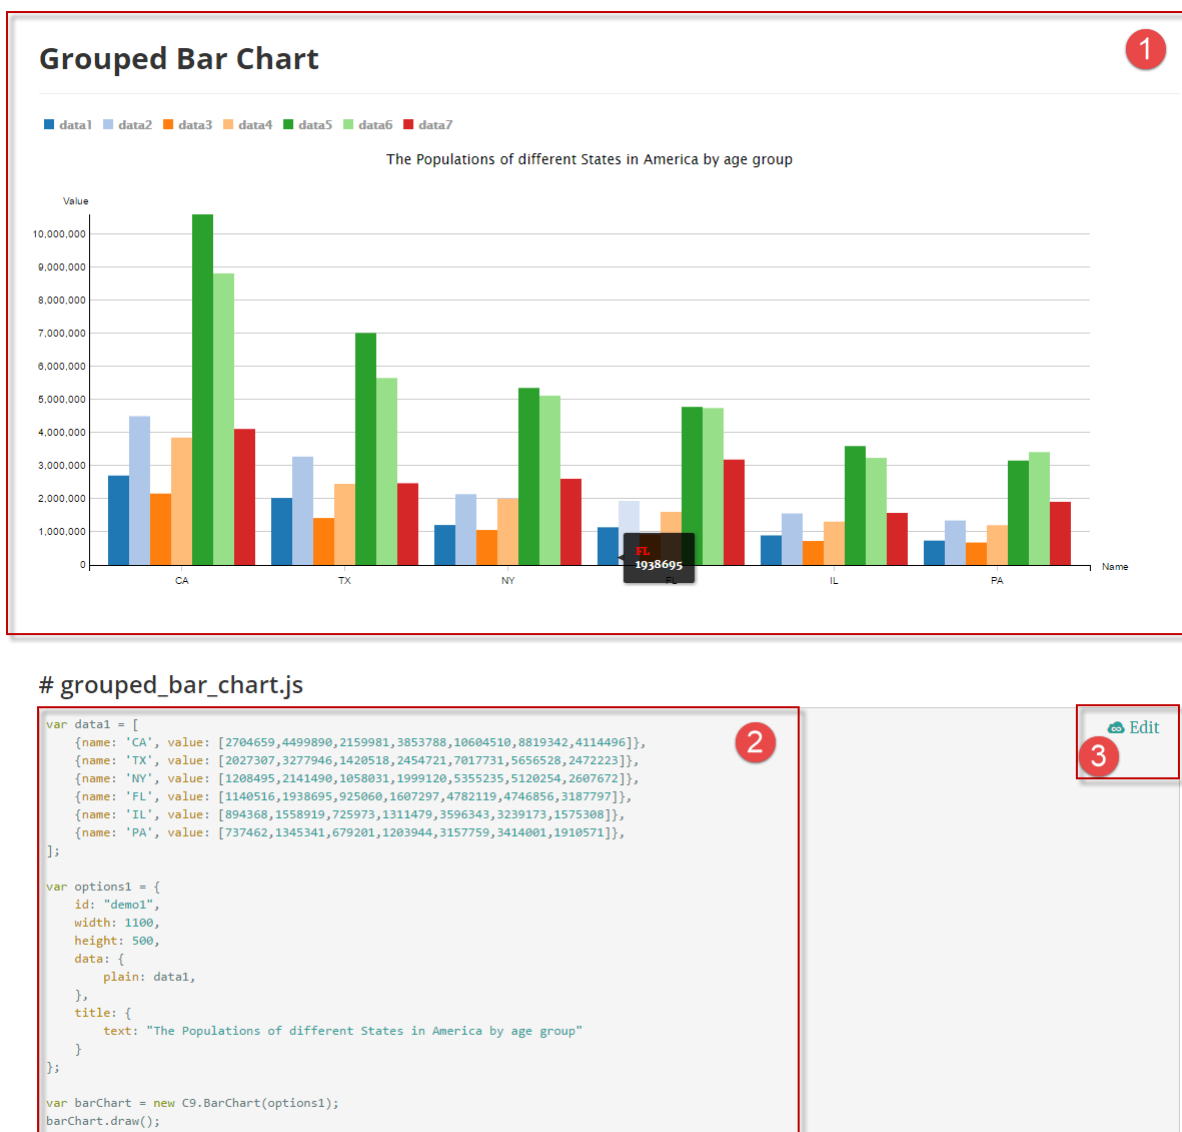 Grouped Bar Chart
1
data1 data2 data3 data4 data5 data6 data7
The Populations of different States in America by age group
Value
10,000,000
9,000,000
8,000,000
7,000,000
6,000,000
5,000,000
4,000,000
3,000,000
2,000,000
1,000,000
0
FL
1938695
CA TX NY FL IL PA
Name
# grouped_bar_chart.js
var data1 = [
{name: 'CA', value: [2704659,4499890,2159981,3853788,10604510,8819342,4114496]},
{name: 'TX', value: [2027307,3277946,1420518,2454721,7017731,5656528,2472223]},
{name: 'NY', value: [1208495,2141490,1058031,1999120,5355235,5120254,2607672]},
{name: 'FL', value: [1140516,1938695,925060,1607297,4782119,4746856,3187797]},
{name: 'IL', value: [894368,1558919,725973,1311479,3596343,3239173,1575308]},
{name: 'PA', value: [737462,1345341,679201,1203944,3157759,3414001,1910571]},
];
var options1 = {
id: "demo1",
width: 1100,
height: 500,
data: {
plain: data1,
},
title: {
text: "The Populations of different States in America by age group"
}
};
var barChart = new C9.BarChart(options1);
barChart.draw();
2
Edit
3